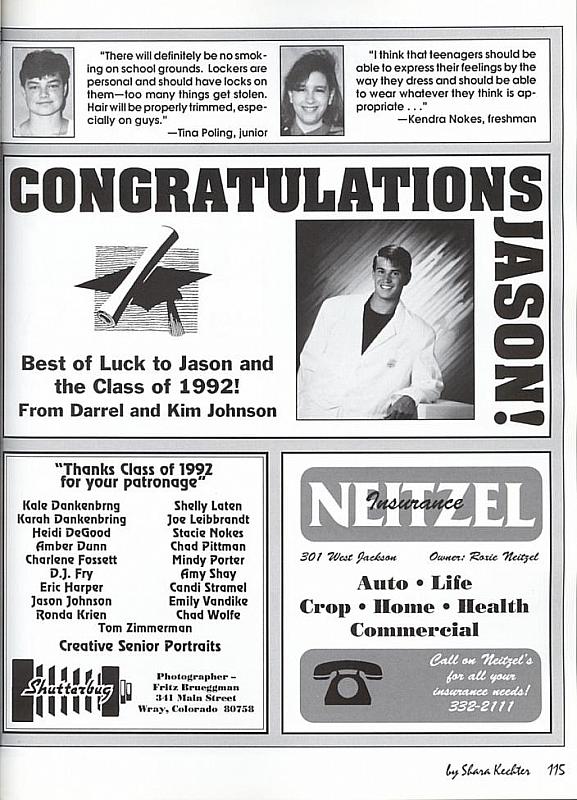 "There will definitely be no smok-
ing on school grounds. Lockers are
personal and should have locks on
them—too many things get stolen.
Hair will be properly trimmed, espe-
cially on guys."
—Tina Poling, junior
"I think that teenagers should be
able to express their feelings by the
way they dress and should be able
to wear whatever they think is ap-
propriate . . ."
—Kendra Nokes, freshman
CONGRATULATIONS
JASON!
Best of Luck to Jason and
the Class of 1992!
From Darrel and Kim Johnson
"Thanks Class of 1992
for your patronage"
Kale Dankenbrng
Karah Dankenbring
Heidi DeGood
Amber Dunn
Charlene Fossett
D.J. Fry
Eric Harper
Jason Johnson
Ronda Krien
Shelly Laten
Joe Leibbrandt
Stacie Nokes
Chad Pittman
Mindy Porter
Amy Shay
Candi Stramel
Emily Vandike
Chad Wolfe
Tom Zimmerman
Creative Senior Portraits
Shutterbug
Photographer –
Fritz Brueggman
341 Main Street
Wray, Colorado 80758
NEITZEL
Insurance
301 West Jackson Owner: Roxie Neitzel
Auto • Life
Crop • Home • Health
Commercial
Call on Neitzel's
for all your
insurance needs!
332-2111
by Shara Kechter 115